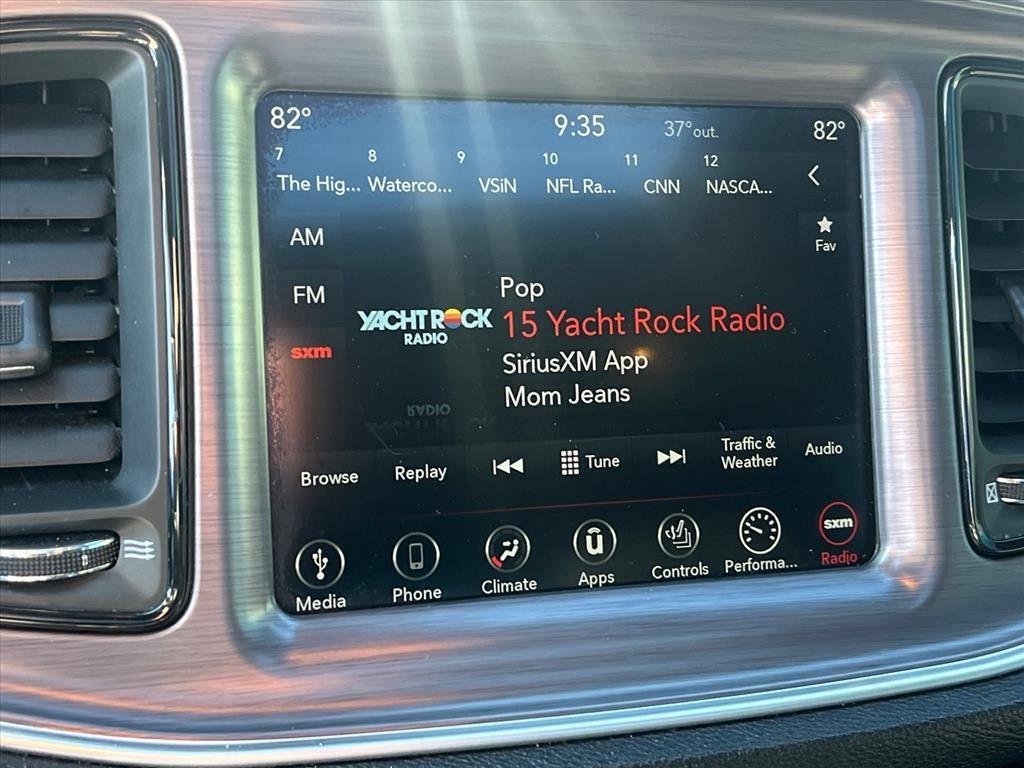 82° 9:35 37° out. 82°
7 8 9 10 11 12
The Hig... Waterco... VSiN NFL Ra... CNN NASCA...
AM
Fav
FM
Pop
YACHT ROCK
RADIO
15 Yacht Rock Radio
sxm
SiriusXM App
Mom Jeans
Browse Replay Tune Traffic &
Weather Audio
sxm
Media Phone Climate Apps Controls Performa... Radio